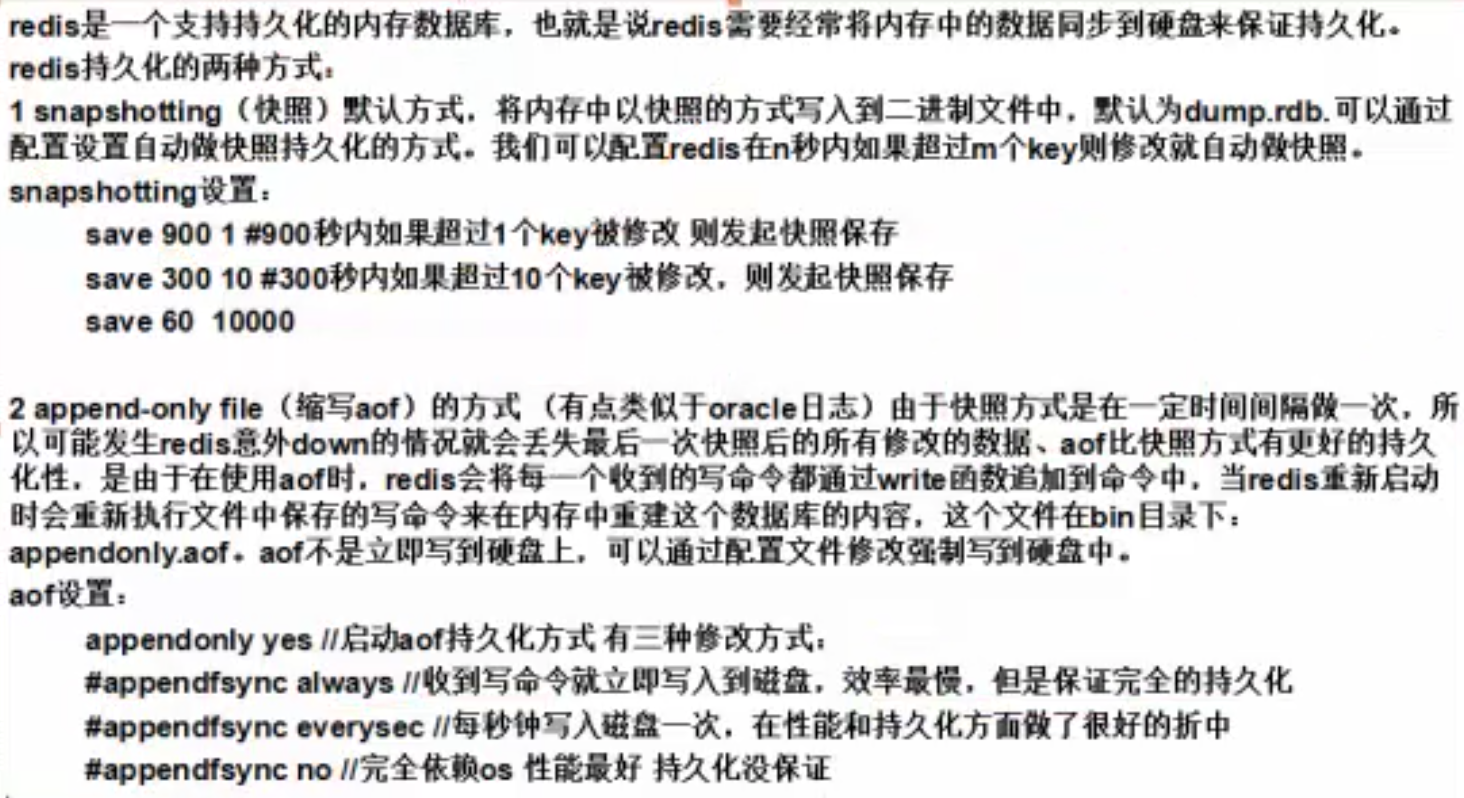 redis是一个支持持久化的内存数据库，也就是说redis需要经常将内存中的数据同步到硬盘来保证持久化。
redis持久化的两种方式：
1 snapshotting（快照）默认方式，将内存中以快照的方式写入到二进制文件中，默认为dump.rdb.可以通过
配置设置自动做快照持久化的方式。我们可以配置redis在n秒内如果超过m个key则修改就自动做快照。
snapshotting设置：
save 900 1 #900秒内如果超过1个key被修改 则发起快照保存
save 300 10 #300秒内如果超过10个key被修改，则发起快照保存
save 60  10000
2 append-only file（缩写aof）的方式 （有点类似于oracle日志）由于快照方式是在一定时间间隔做一次，所
以可能发生redis意外down的情况就会丢失最后一次快照后的所有修改的数据、aof比快照方式有更好的持久
化性，是由于在使用aof时，redis会将每一个收到的写命令都通过write函数追加到命令中，当redis重新启动
时会重新执行文件中保存的写命令来在内存中重建这个数据库的内容，这个文件在bin目录下：
appendonly.aof。aof不是立即写到硬盘上，可以通过配置文件修改强制写到硬盘中。
aof设置：
appendonly yes //启动aof持久化方式 有三种修改方式：
#appendfsync always //收到写命令就立即写入到磁盘，效率最慢，但是保证完全的持久化
#appendfsync everysec //每秒钟写入磁盘一次，在性能和持久化方面做了很好的折中
#appendfsync no //完全依赖os 性能最好 持久化没保证